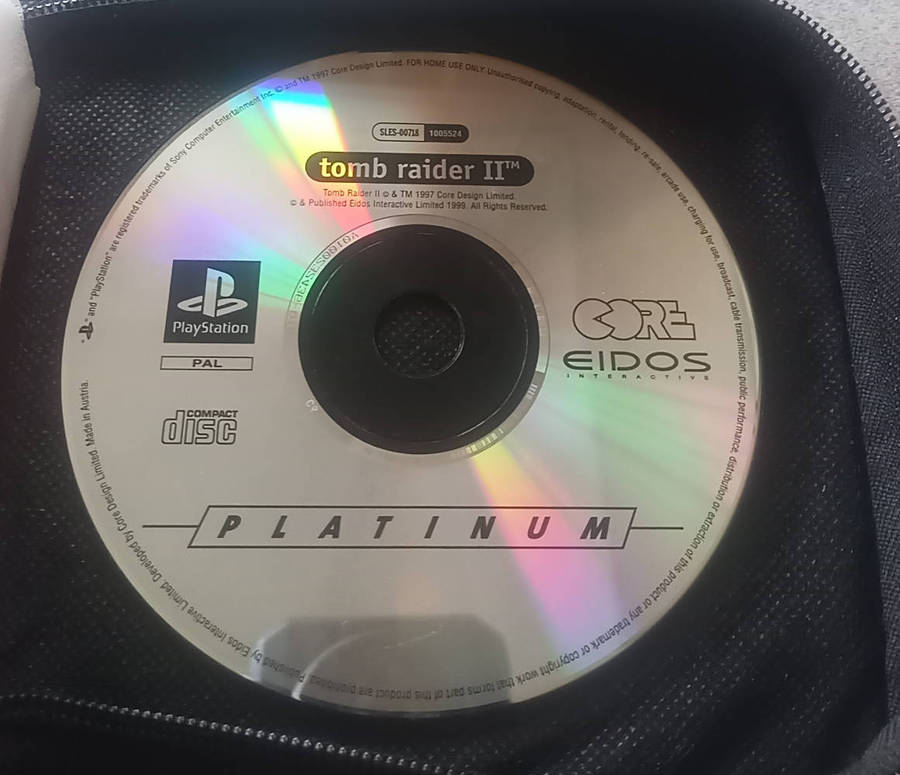 SLES-00718 1005524
tomb raider II™
Tomb Raider II © & TM 1997 Core Design Limited.
© & Published Eidos Interactive Limited 1999. All Rights Reserved.
PlayStation
PAL
COMPACT
disc
CORE
EIDOS
INTERACTIVE
PLATINUM
" " and "PlayStation" are registered trademarks of Sony Computer Entertainment Inc. © and TM 1997 Core Design Limited. FOR HOME USE ONLY. Unauthorised copying, adaptation, rental, lending, re-sale, arcade use, charging for use, broadcast, cable transmission, public performance, distribution or extraction of this product or any trademark or copyright work that forms part of this product are prohibited. Published by Eidos Interactive Limited. Developed by Core Design Limited. Made in Austria.